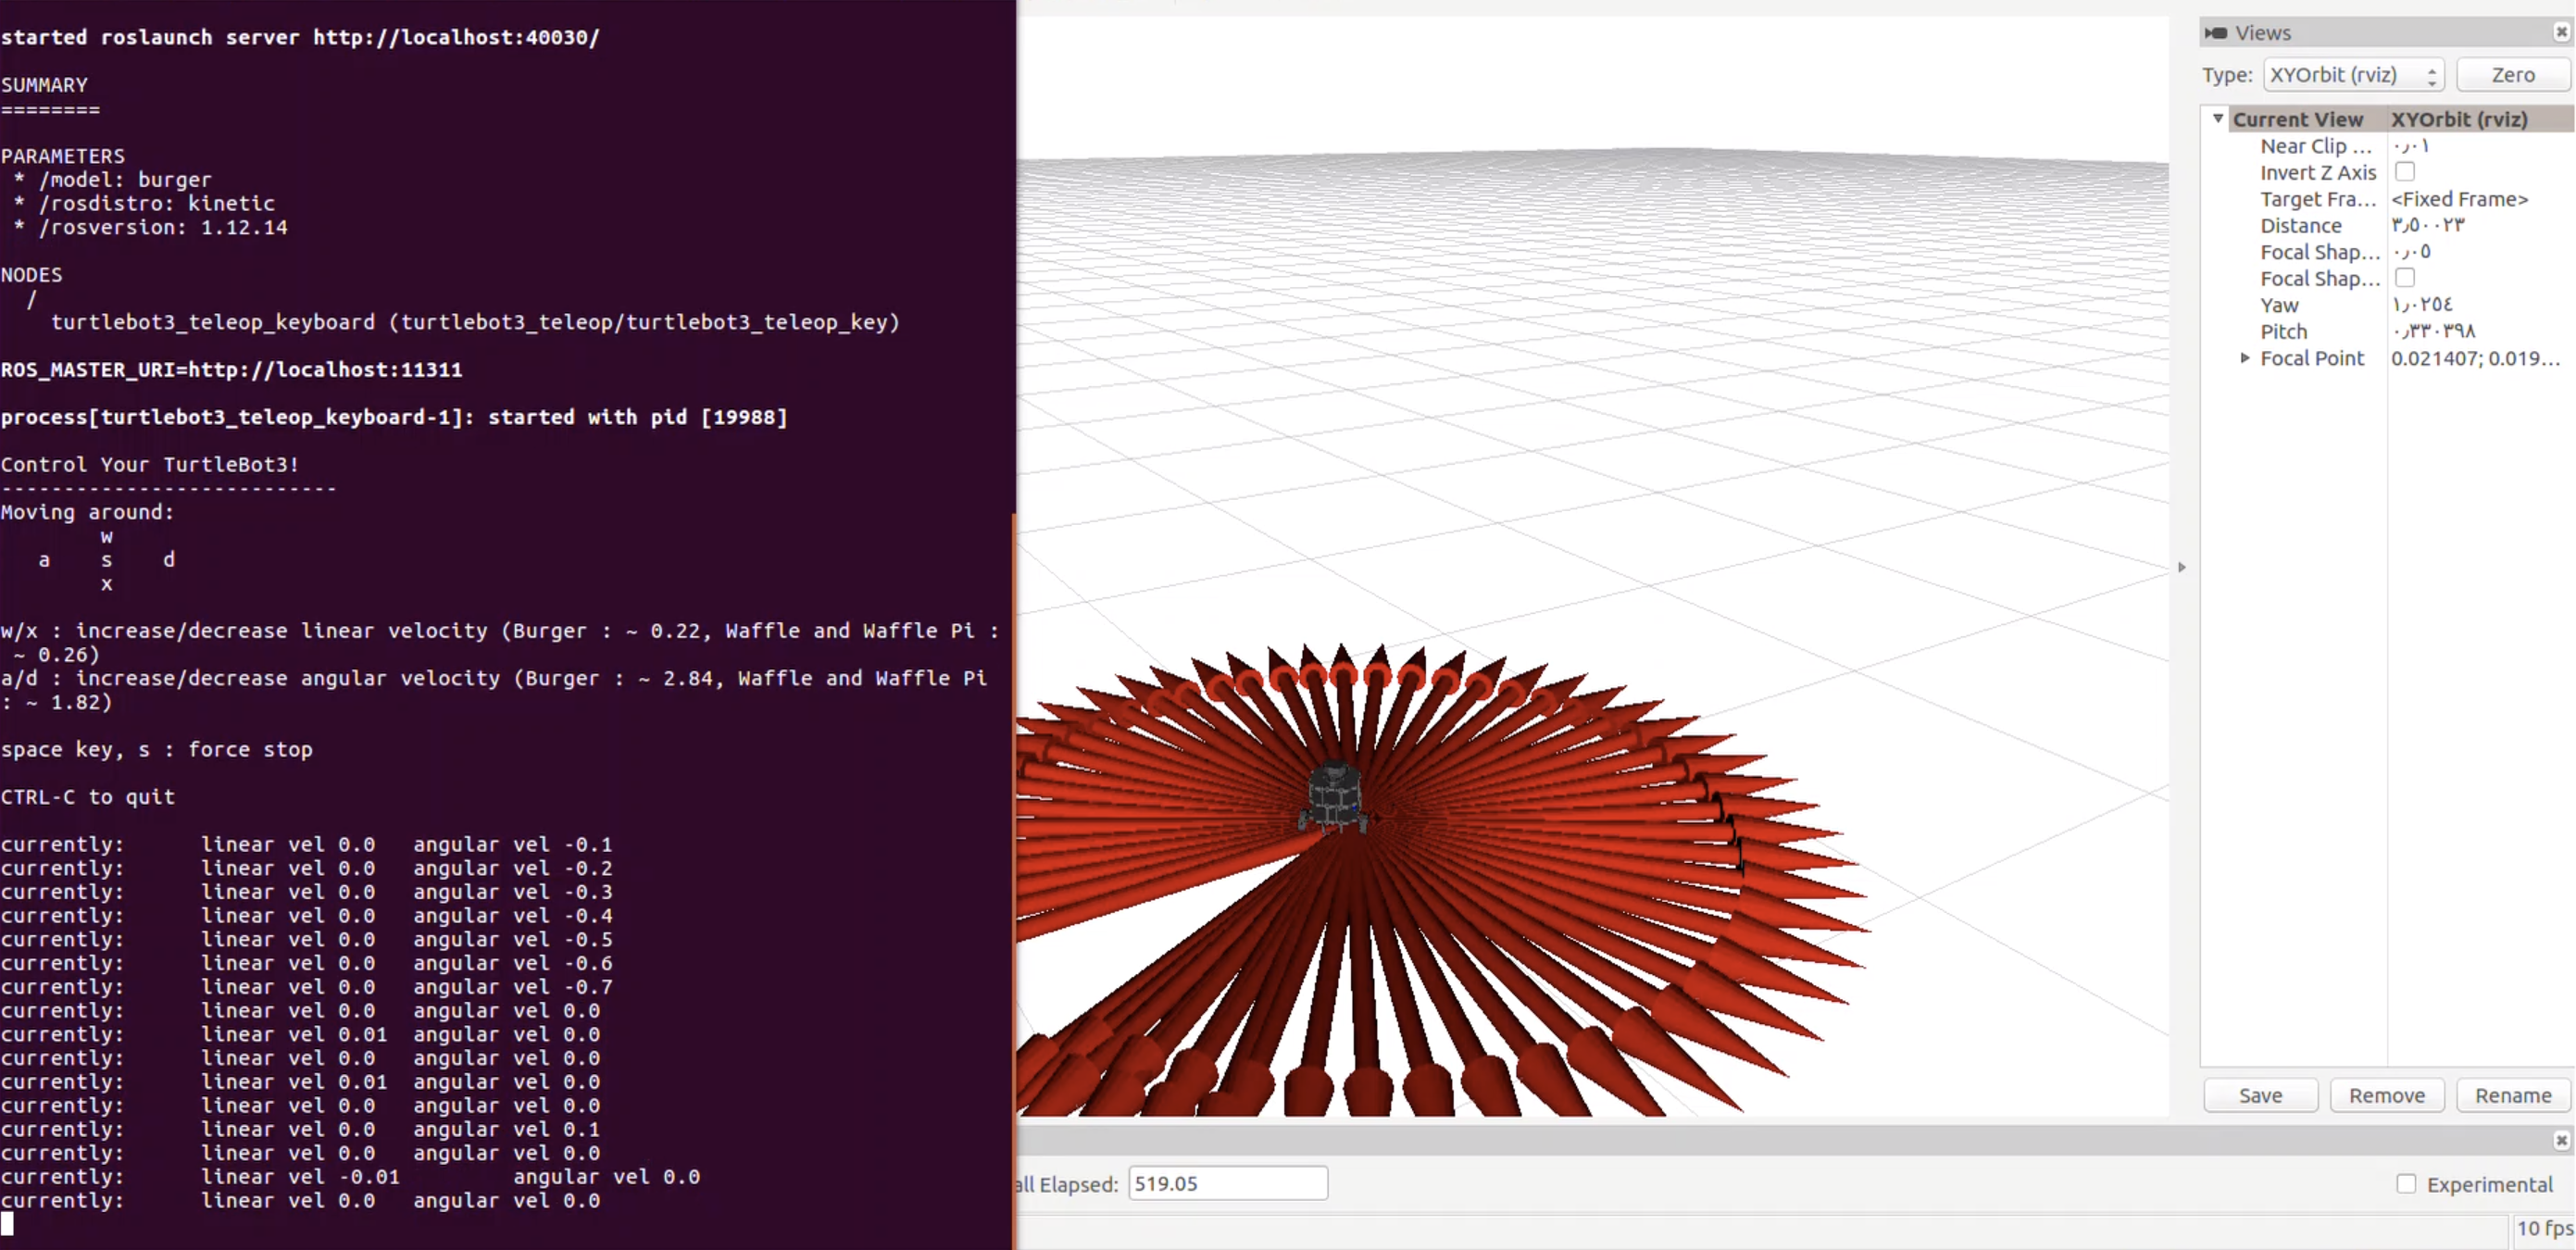 started roslaunch server http://localhost:40030/
SUMMARY
========
PARAMETERS
* /model: burger
* /rosdistro: kinetic
* /rosversion: 1.12.14
NODES
/
turtlebot3_teleop_keyboard (turtlebot3_teleop/turtlebot3_teleop_key)
ROS_MASTER_URI=http://localhost:11311
process[turtlebot3_teleop_keyboard-1]: started with pid [19988]
Control Your TurtleBot3!
---------------------------
Moving around:
w
a s d
x
w/x : increase/decrease linear velocity (Burger : ~ 0.22, Waffle and Waffle Pi :
~ 0.26)
a/d : increase/decrease angular velocity (Burger : ~ 2.84, Waffle and Waffle Pi
: ~ 1.82)
space key, s : force stop
CTRL-C to quit
currently: linear vel 0.0 angular vel -0.1
currently: linear vel 0.0 angular vel -0.2
currently: linear vel 0.0 angular vel -0.3
currently: linear vel 0.0 angular vel -0.4
currently: linear vel 0.0 angular vel -0.5
currently: linear vel 0.0 angular vel -0.6
currently: linear vel 0.0 angular vel -0.7
currently: linear vel 0.0 angular vel 0.0
currently: linear vel 0.01 angular vel 0.0
currently: linear vel 0.0 angular vel 0.0
currently: linear vel 0.01 angular vel 0.0
currently: linear vel 0.0 angular vel 0.0
currently: linear vel 0.0 angular vel 0.1
currently: linear vel 0.0 angular vel 0.0
currently: linear vel -0.01 angular vel 0.0
currently: linear vel 0.0 angular vel 0.0
Views
Type: XYOrbit (rviz) Zero
Current View XYOrbit (rviz)
Near Clip ... ٠٫٠١
Invert Z Axis
Target Fra... <Fixed Frame>
Distance ٣٫٥٠٠٢٣
Focal Shap... ٠٫٠٥
Focal Shap...
Yaw ١٫٠٢٥٤
Pitch ٠٫٣٣٠٣٩٨
Focal Point 0.021407; 0.019...
Save Remove Rename
all Elapsed: 519.05
Experimental
10 fps